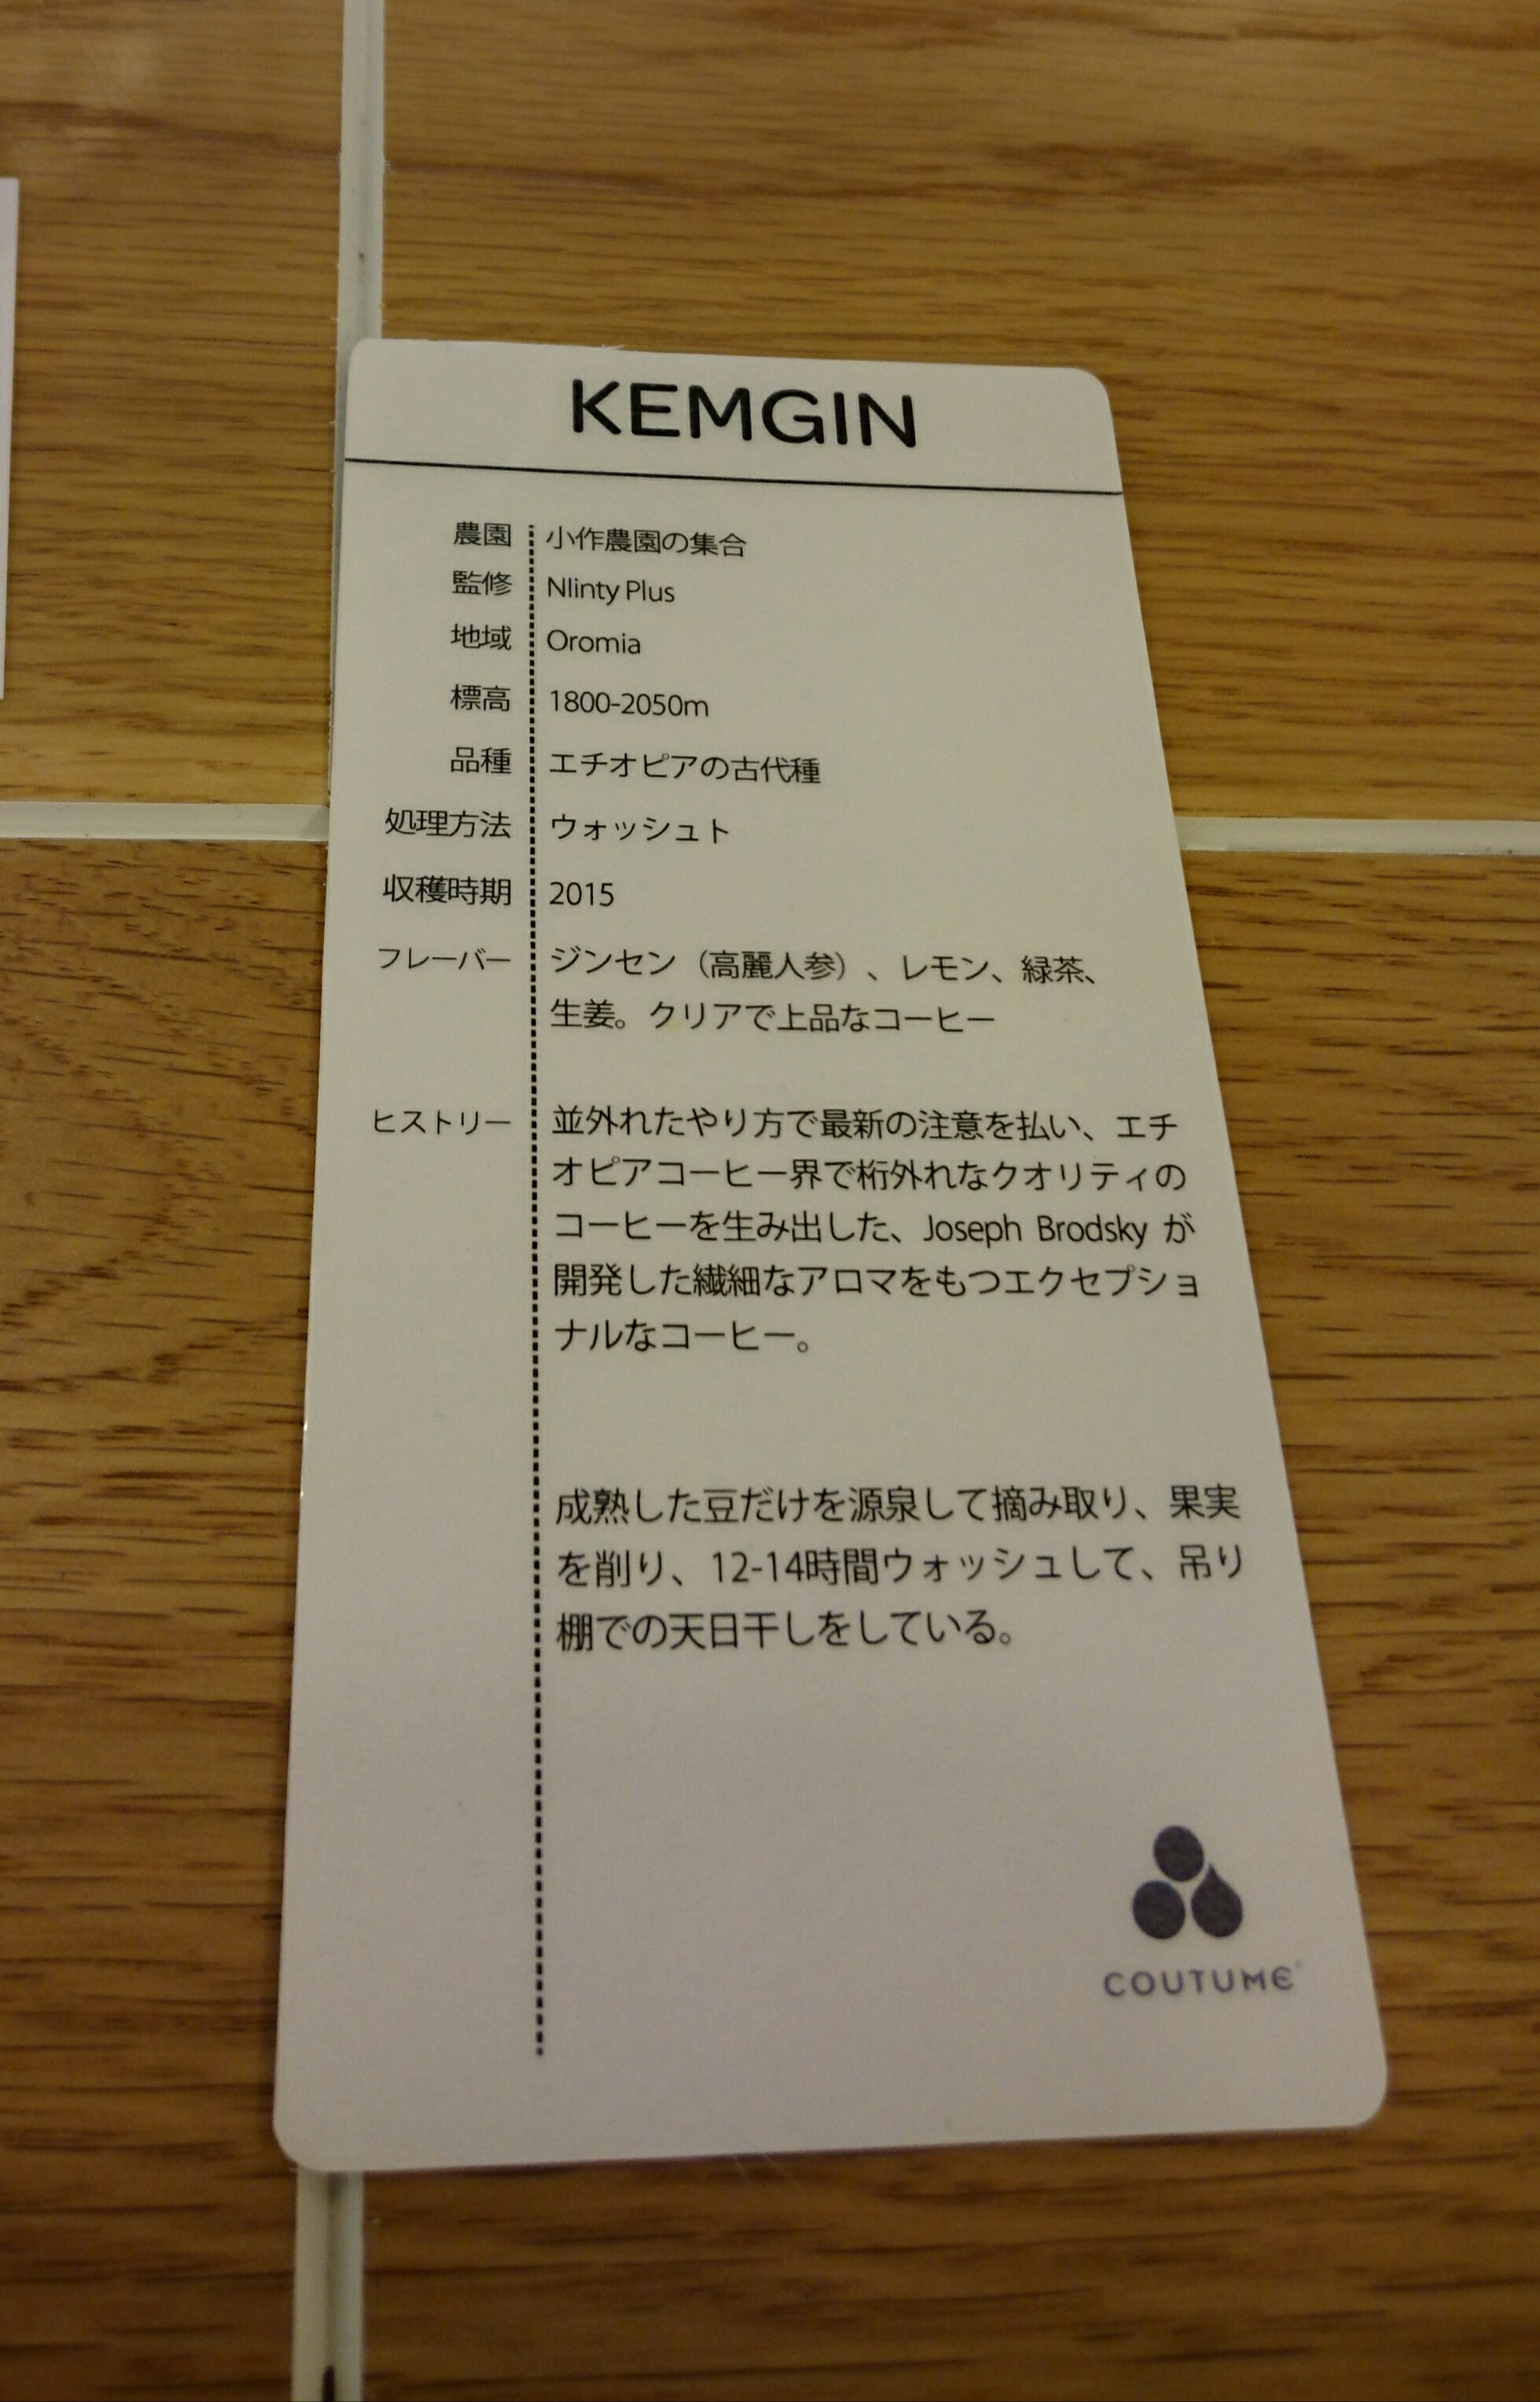 KEMGIN
農園 小作農園の集合
監修 Nlinty Plus
地域 Oromia
標高 1800-2050m
品種 エチオピアの古代種
処理方法 ウォッシュト
収穫時期 2015
フレーバー ジンセン（高麗人参）、レモン、緑茶、
生姜。クリアで上品なコーヒー
ヒストリー 並外れたやり方で最新の注意を払い、エチ
オピアコーヒー界で桁外れなクオリティの
コーヒーを生み出した、Joseph Brodsky が
開発した繊細なアロマをもつエクセプショ
ナルなコーヒー。
成熟した豆だけを源泉して摘み取り、果実
を削り、12-14時間ウォッシュして、吊り
棚での天日干しをしている。
COUTUME